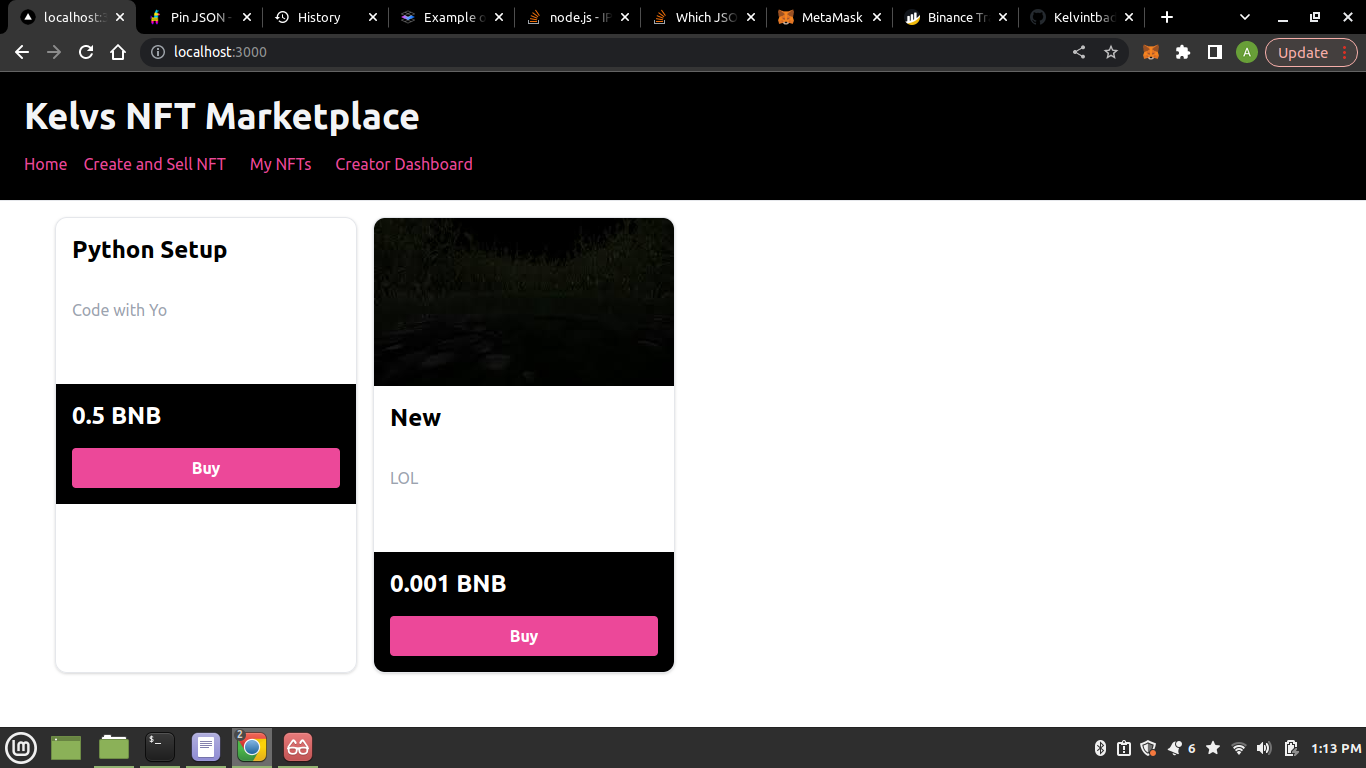 localhost:3
Pin JSON -
History
Example o
node.js - IF
Which JSO
MetaMask
Binance Tr
Kelvintbac
localhost:3000
A
Update
Kelvs NFT Marketplace
Home Create and Sell NFT My NFTs Creator Dashboard
Python Setup
Code with Yo
0.5 BNB
Buy
New
LOL
0.001 BNB
Buy
2
6
1:13 PM